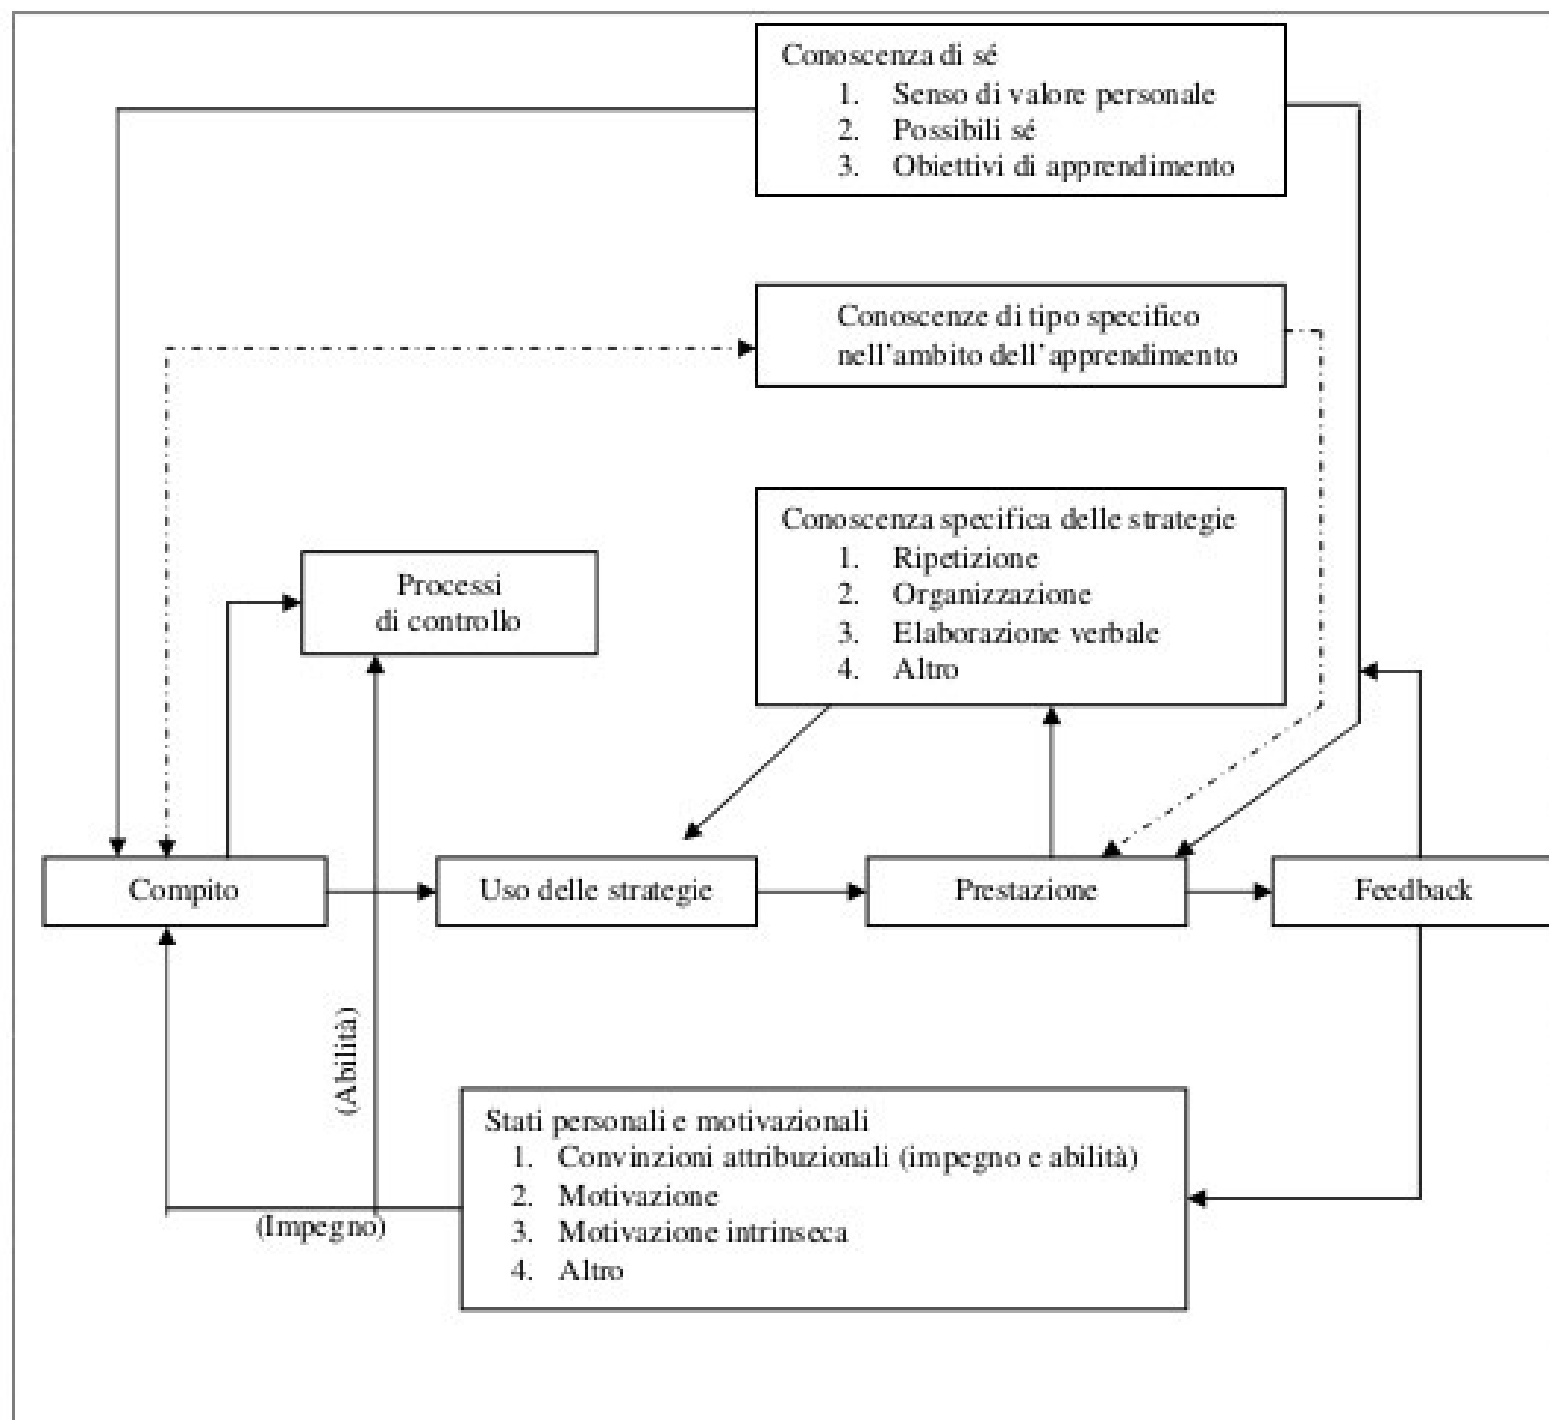 Conoscenza di sé
1. Senso di valore personale
2. Possibili sé
3. Obiettivi di apprendimento
Conoscenze di tipo specifico
nell'ambito dell'apprendimento
Conoscenza specifica delle strategie
1. Ripetizione
2. Organizzazione
3. Elaborazione verbale
4. Altro
Processi
di controllo
Compito
Uso delle strategie
Prestazione
Feedback
(Abilità)
(Impegno)
Stati personali e motivazionali
1. Convinzioni attribuzionali (impegno e abilità)
2. Motivazione
3. Motivazione intrinseca
4. Altro